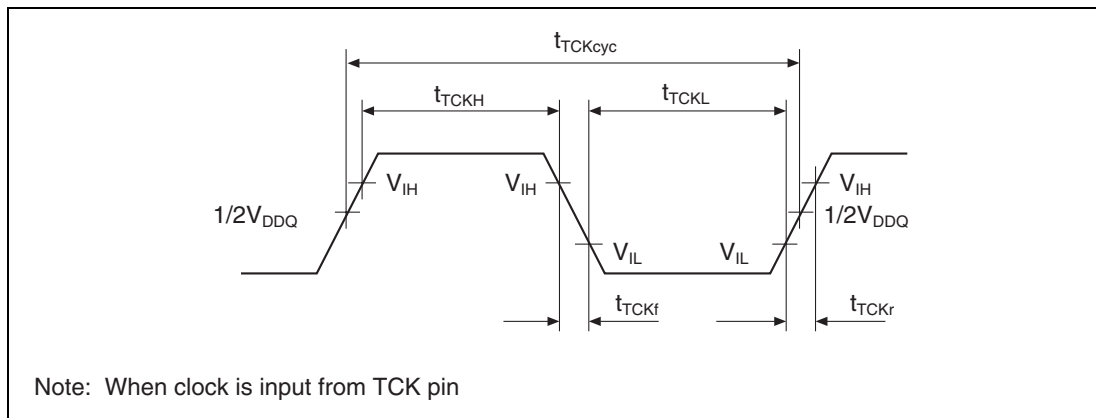 tTCKcyc
tTCKH
tTCKL
VIH
VIH
VIH
1/2VDDQ
1/2VDDQ
VIL
VIL
tTCKf
tTCKr
Note: When clock is input from TCK pin